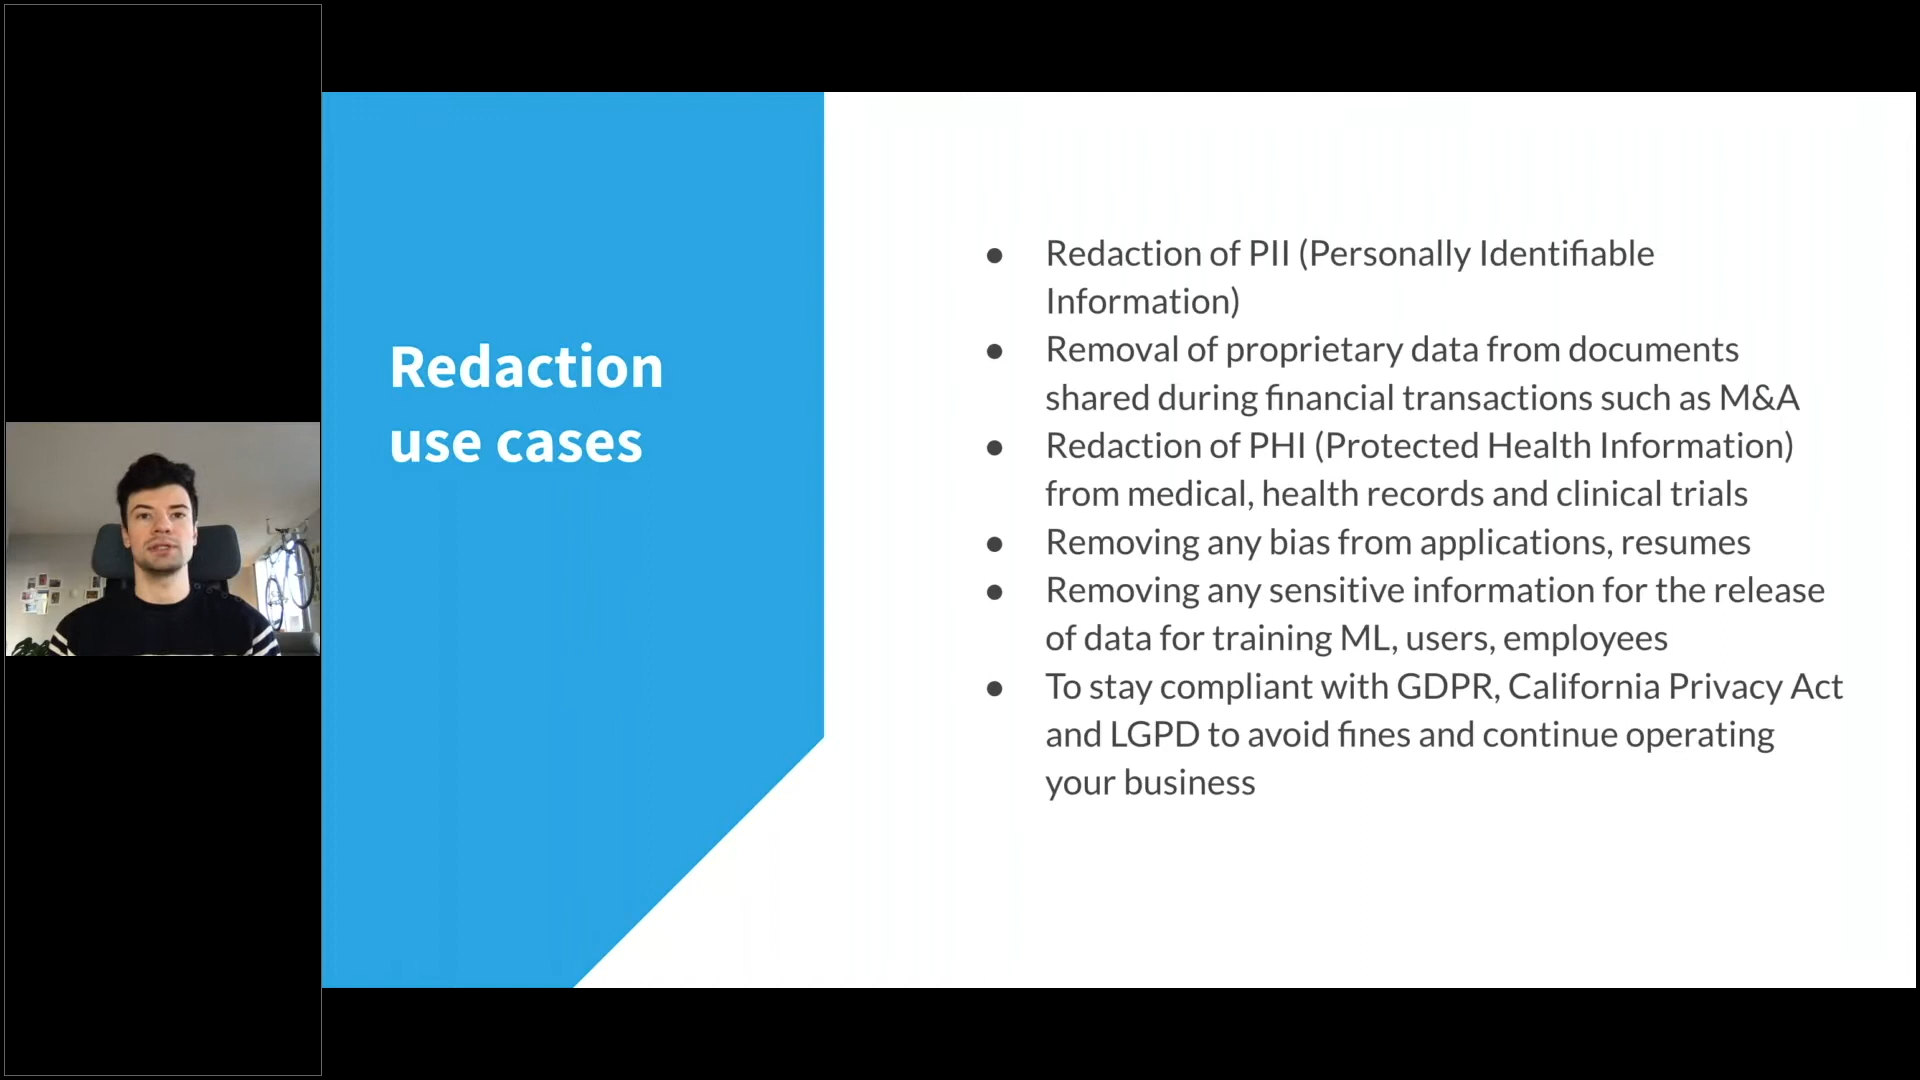 Redaction
use cases
● Redaction of PII (Personally Identifiable
Information)
● Removal of proprietary data from documents
shared during financial transactions such as M&A
● Redaction of PHI (Protected Health Information)
from medical, health records and clinical trials
● Removing any bias from applications, resumes
● Removing any sensitive information for the release
of data for training ML, users, employees
● To stay compliant with GDPR, California Privacy Act
and LGPD to avoid fines and continue operating
your business